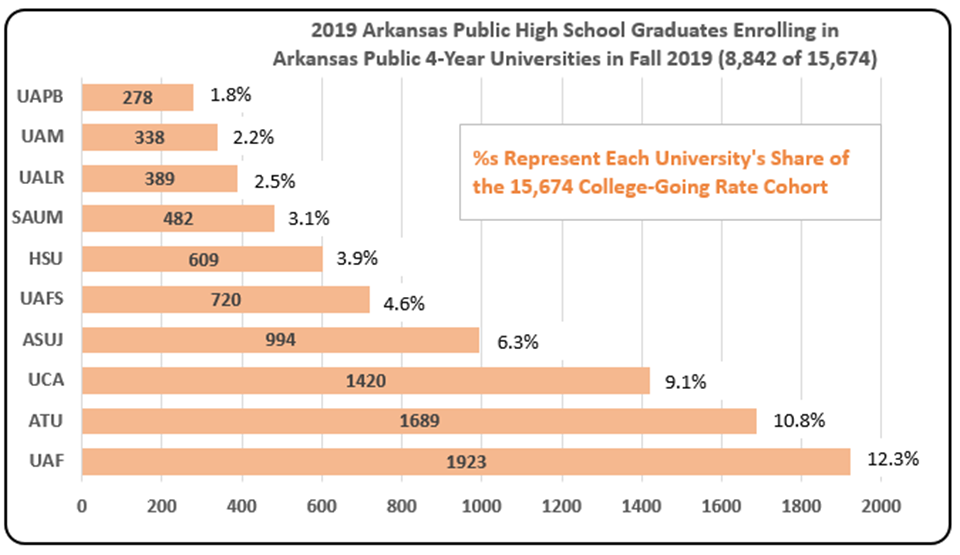 2019 Arkansas Public High School Graduates Enrolling in
Arkansas Public 4-Year Universities in Fall 2019 (8,842 of 15,674)
%s Represent Each University's Share of
the 15,674 College-Going Rate Cohort
UAPB 278 1.8%
UAM 338 2.2%
UALR 389 2.5%
SAUM 482 3.1%
HSU 609 3.9%
UAFS 720 4.6%
ASUJ 994 6.3%
UCA 1420 9.1%
ATU 1689 10.8%
UAF 1923 12.3%
0 200 400 600 800 1000 1200 1400 1600 1800 2000